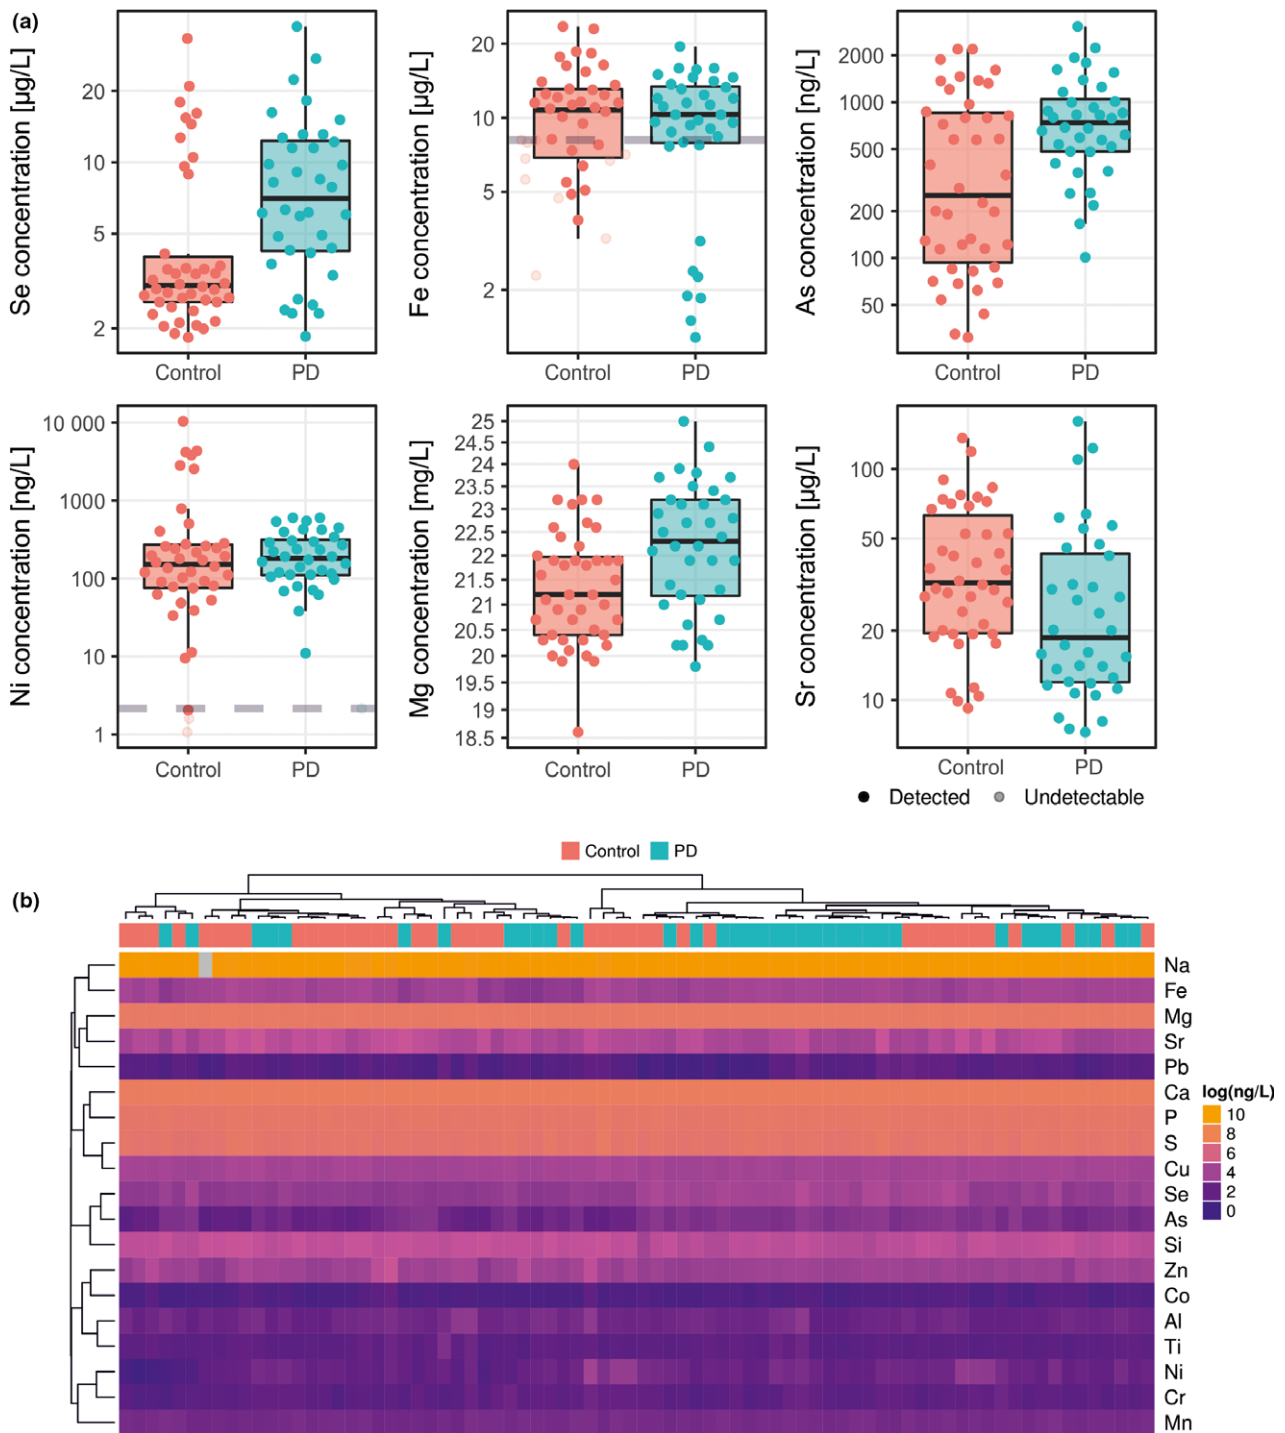 (a)
Se concentration [µg/L]
20
10
5
2
Control PD
Fe concentration [µg/L]
20
10
5
2
Control PD
As concentration [ng/L]
2000
1000
500
200
100
50
Control PD
Ni concentration [ng/L]
10 000
1000
100
10
1
Control PD
Mg concentration [mg/L]
25
24.5
24
23.5
23
22.5
22
21.5
21
20.5
20
19.5
19
18.5
Control PD
Sr concentration [µg/L]
100
50
20
10
Control PD
Detected Undetectable
Control PD
(b)
Na
Fe
Mg
Sr
Pb
Ca
P
S
Cu
Se
As
Si
Zn
Co
Al
Ti
Ni
Cr
Mn
log(ng/L)
10
8
6
4
2
0